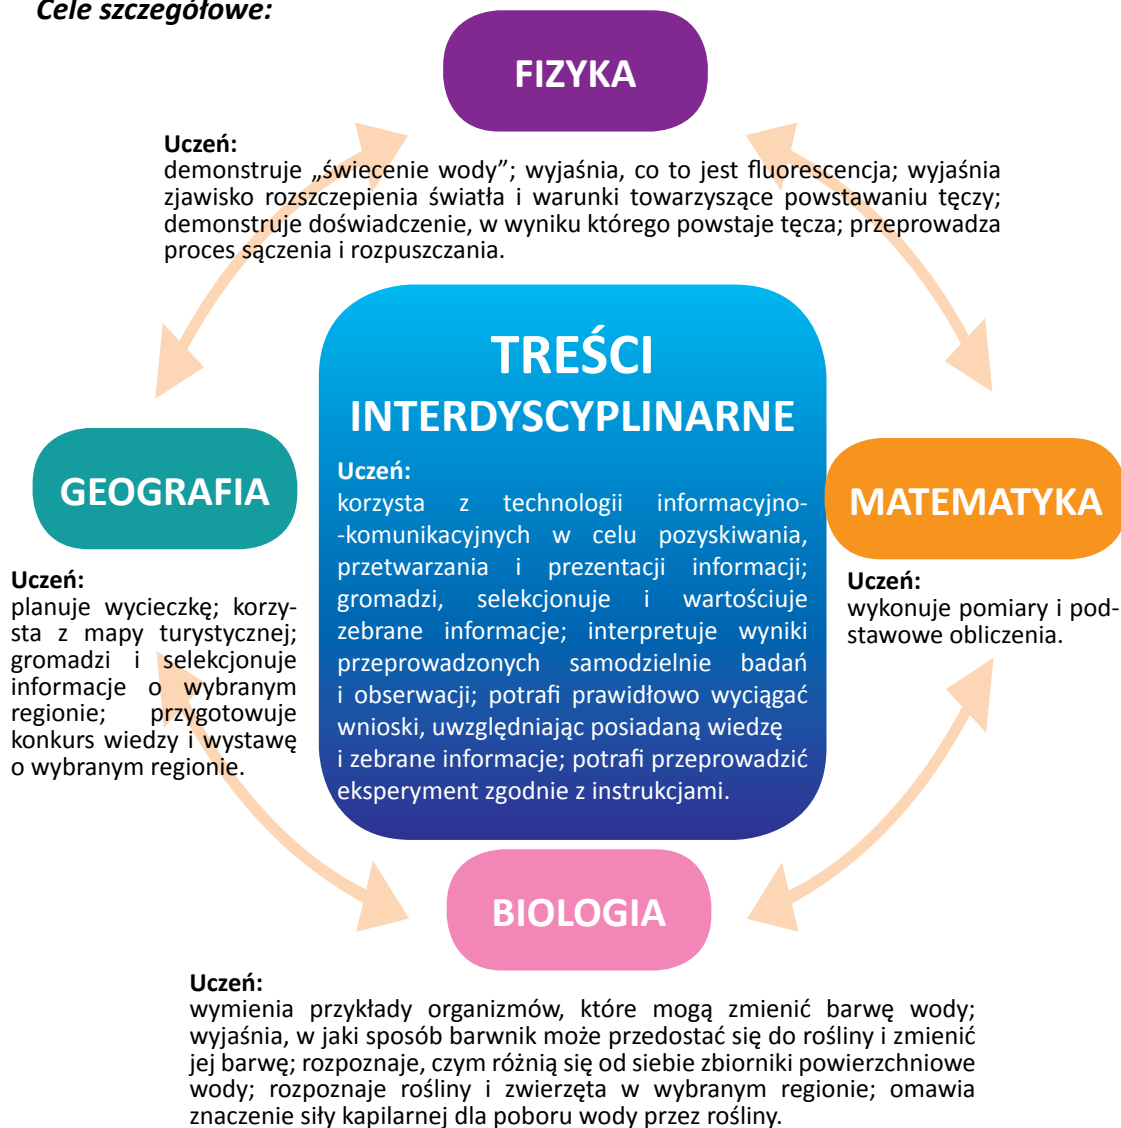 Cele szczegółowe:
FIZYKA
Uczeń:
demonstruje „świecenie wody”; wyjaśnia, co to jest fluorescencja; wyjaśnia
zjawisko rozszczepienia światła i warunki towarzyszące powstawaniu tęczy;
demonstruje doświadczenie, w wyniku którego powstaje tęcza; przeprowadza
proces sączenia i rozpuszczania.
TREŚCI
INTERDYSCYPLINARNE
Uczeń:
korzysta z technologii informacyjno-
-komunikacyjnych w celu pozyskiwania,
przetwarzania i prezentacji informacji;
gromadzi, selekcjonuje i wartościuje
zebrane informacje; interpretuje wyniki
przeprowadzonych samodzielnie badań
i obserwacji; potrafi prawidłowo wyciągać
wnioski, uwzględniając posiadaną wiedzę
i zebrane informacje; potrafi przeprowadzić
eksperyment zgodnie z instrukcjami.
GEOGRAFIA
Uczeń:
planuje wycieczkę; korzy-
sta z mapy turystycznej;
gromadzi i selekcjonuje
informacje o wybranym
regionie; przygotowuje
konkurs wiedzy i wystawę
o wybranym regionie.
MATEMATYKA
Uczeń:
wykonuje pomiary i pod-
stawowe obliczenia.
BIOLOGIA
Uczeń:
wymienia przykłady organizmów, które mogą zmienić barwę wody;
wyjaśnia, w jaki sposób barwnik może przedostać się do rośliny i zmienić
jej barwę; rozpoznaje, czym różnią się od siebie zbiorniki powierzchniowe
wody; rozpoznaje rośliny i zwierzęta w wybranym regionie; omawia
znaczenie siły kapilarnej dla poboru wody przez rośliny.